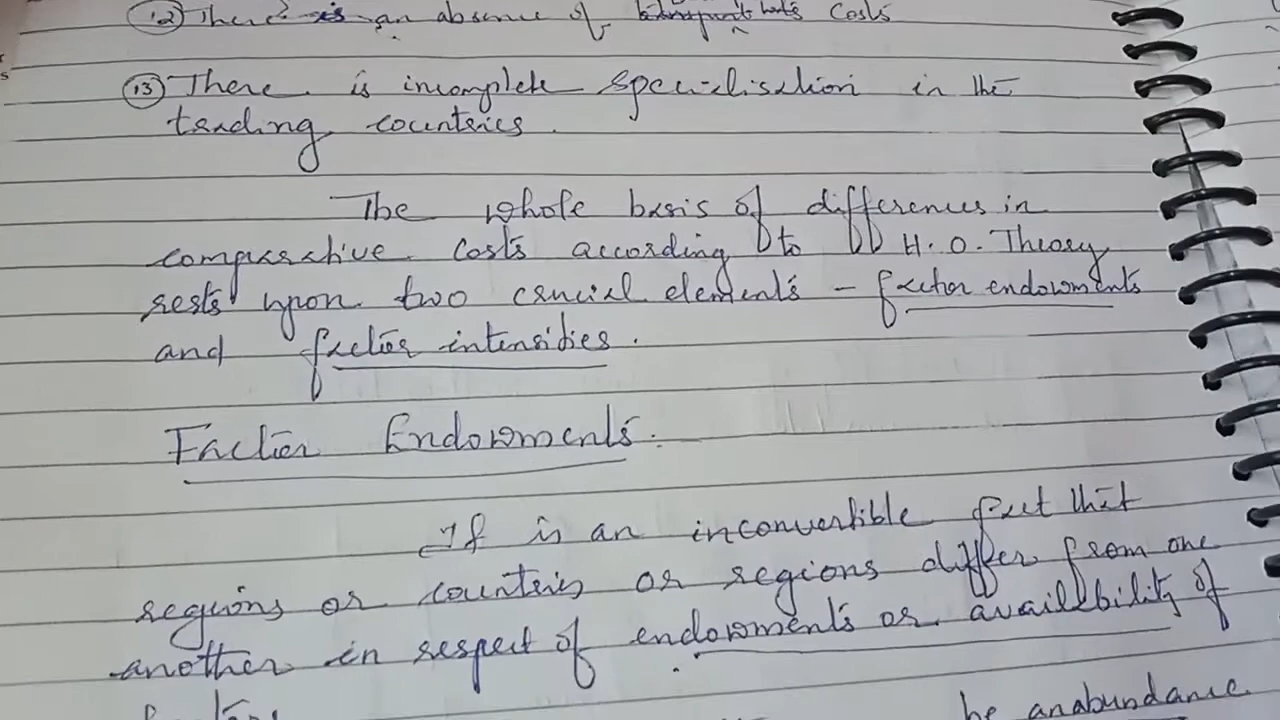 (12) There is an absence of transport costs
(13) There is incomplete specialisation in the
trading countries.
The whole basis of differences in
comparative costs according to H.O. Theory
rests upon two crucial elements – factor endowments
and factor intensities.
Factor Endowments.
If is an inconvertible fact that
regions or countries or regions differ from one
another in respect of endowments or availability of
be an abundance